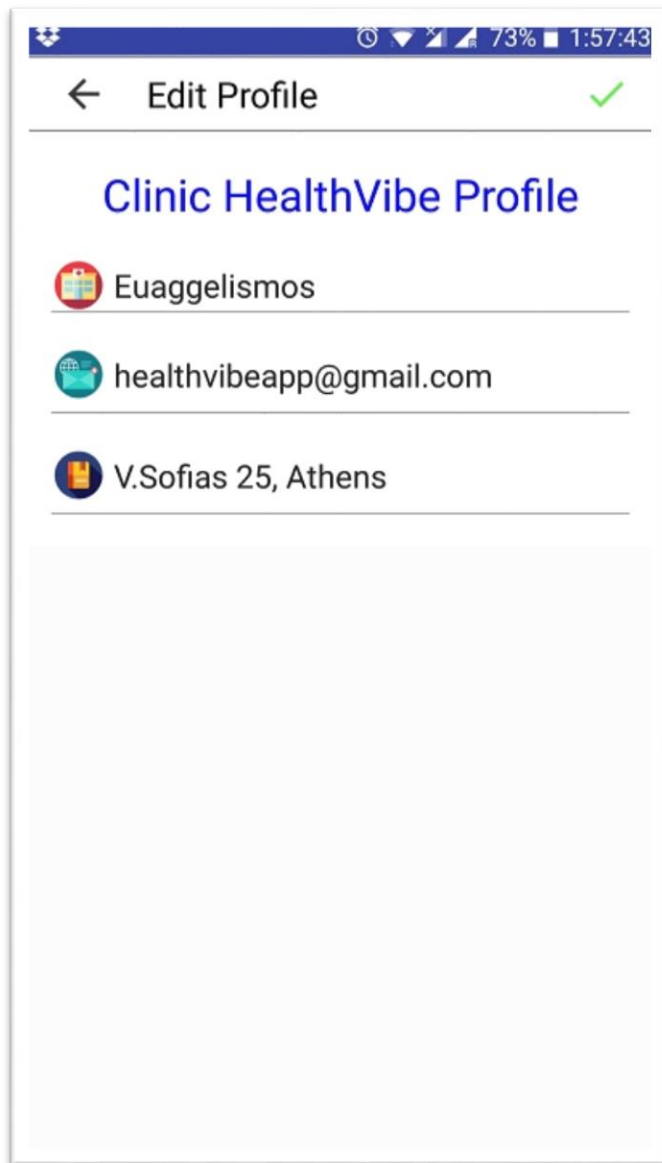 73% 1:57:43
Edit Profile
Clinic HealthVibe Profile
Euaggelismos
healthvibeapp@gmail.com
V.Sofias 25, Athens